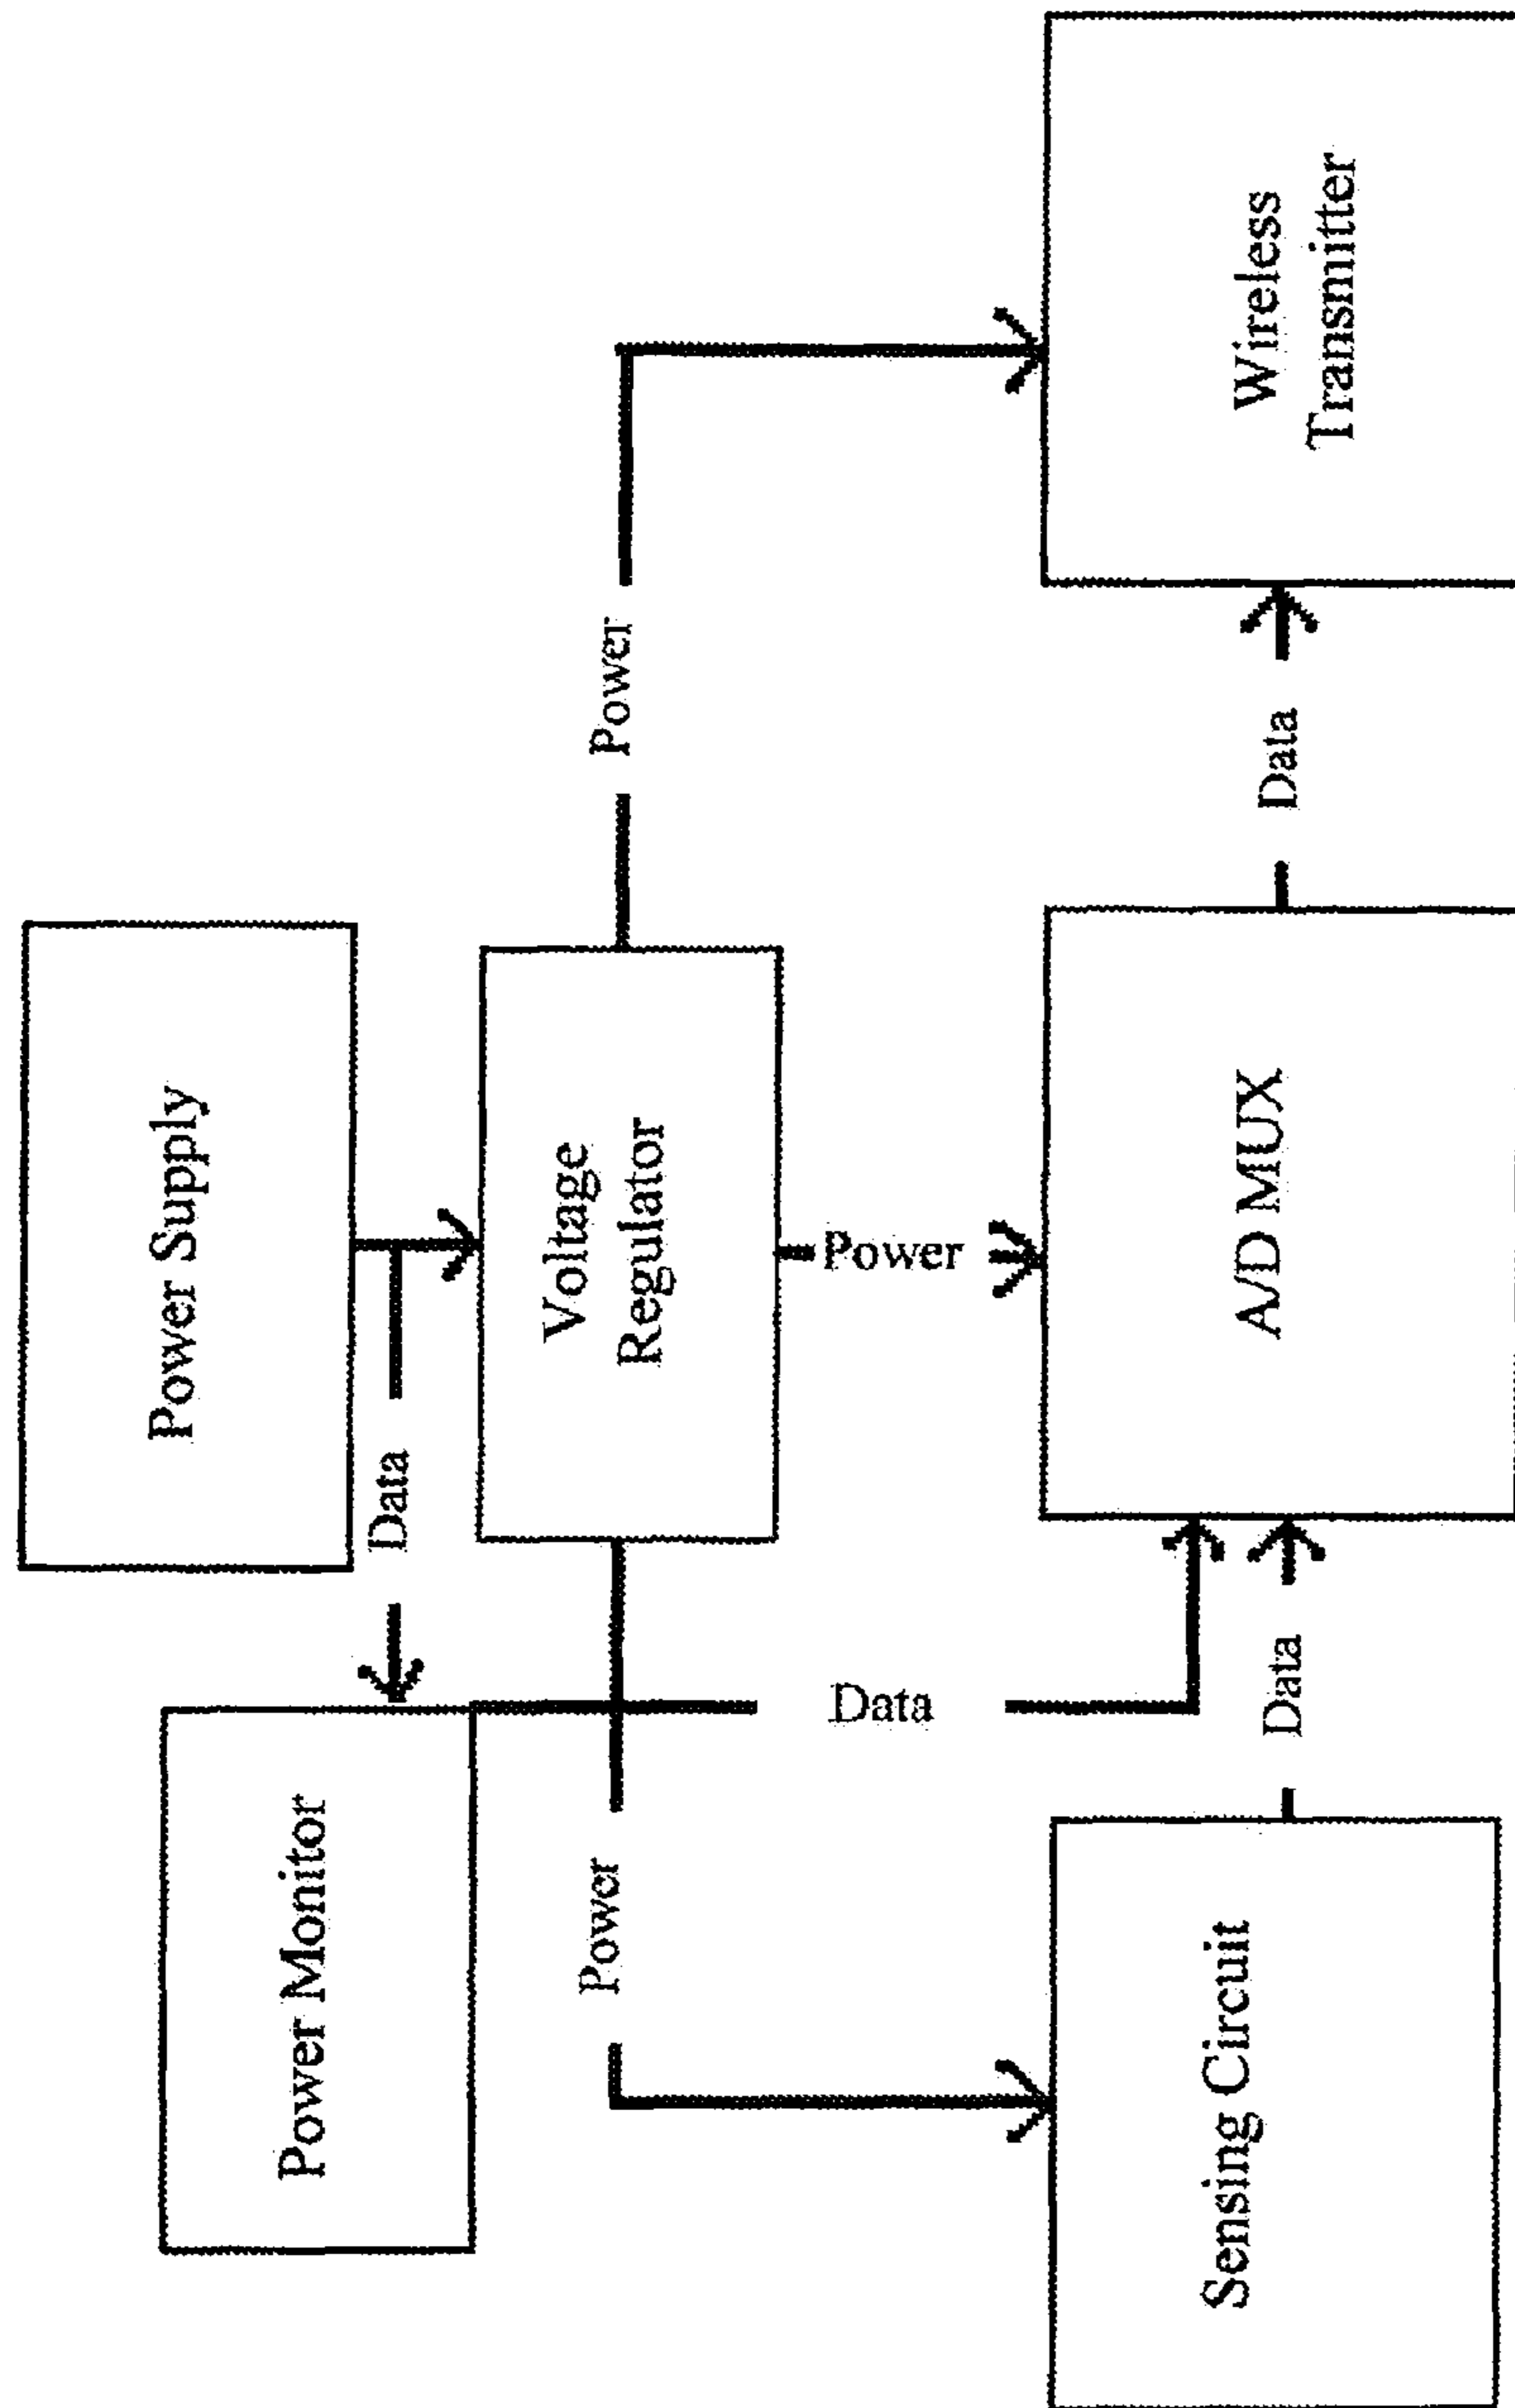 Power Supply
Power Monitor
Data
Voltage
Regulator
Power
Power
Data
Power
Sensing Circuit
Data
A/D MUX
Data
Wireless
Transmitter